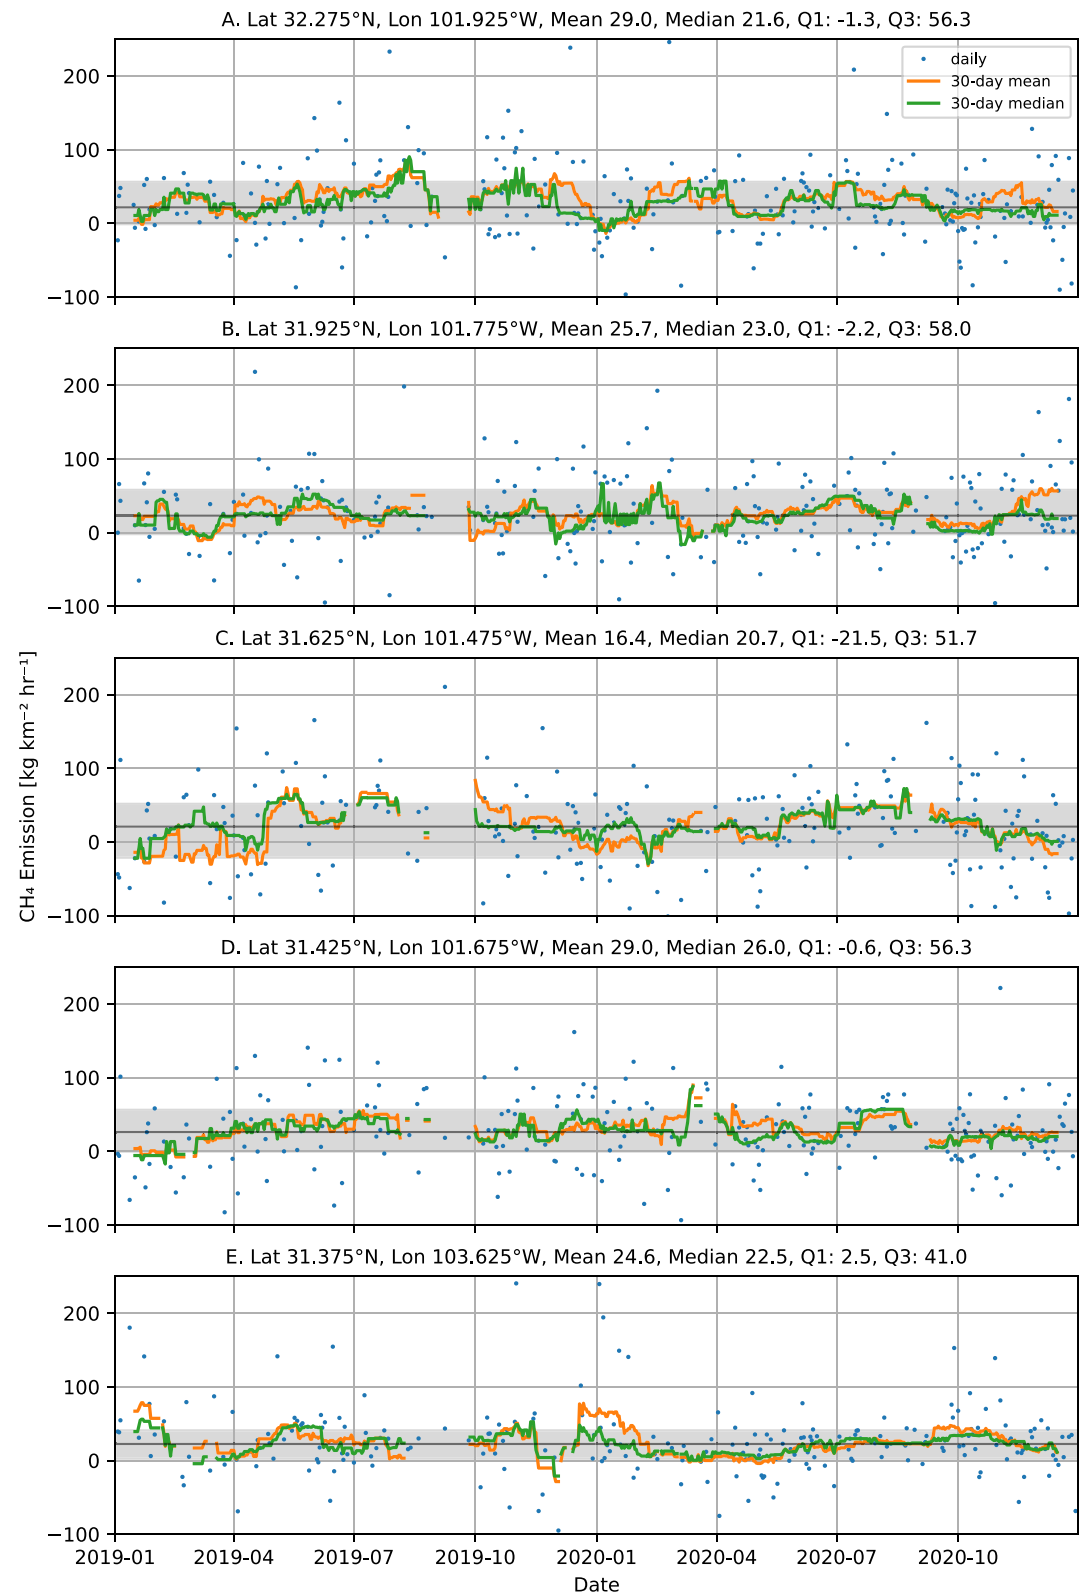 A. Lat 32.275°N, Lon 101.925°W, Mean 29.0, Median 21.6, Q1: -1.3, Q3: 56.3
daily
30-day mean
30-day median
200
100
0
−100
B. Lat 31.925°N, Lon 101.775°W, Mean 25.7, Median 23.0, Q1: -2.2, Q3: 58.0
200
100
0
−100
C. Lat 31.625°N, Lon 101.475°W, Mean 16.4, Median 20.7, Q1: -21.5, Q3: 51.7
CH₄ Emission [kg km⁻² hr⁻¹]
200
100
0
−100
D. Lat 31.425°N, Lon 101.675°W, Mean 29.0, Median 26.0, Q1: -0.6, Q3: 56.3
200
100
0
−100
E. Lat 31.375°N, Lon 103.625°W, Mean 24.6, Median 22.5, Q1: 2.5, Q3: 41.0
200
100
0
−100
2019-01 2019-04 2019-07 2019-10 2020-01 2020-04 2020-07 2020-10
Date